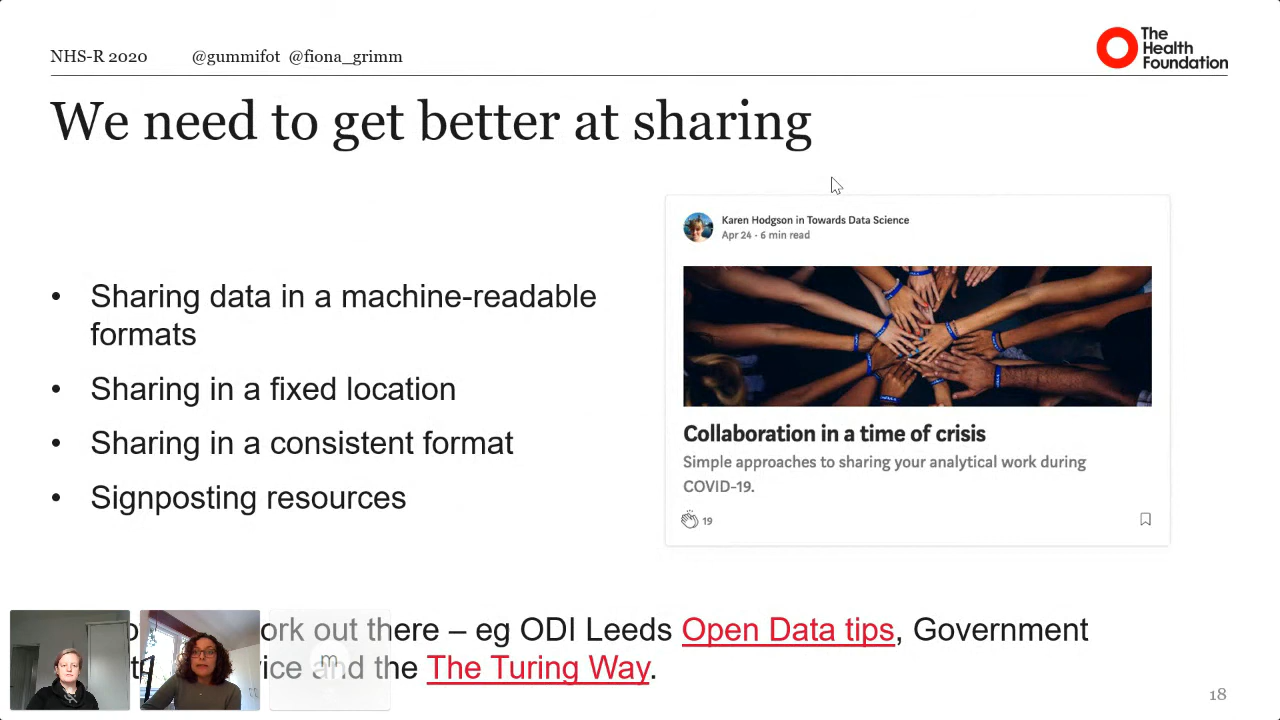 NHS-R 2020 @gummifot @fiona_grimm
The
Health
Foundation
We need to get better at sharing
• Sharing data in a machine-readable
formats
• Sharing in a fixed location
• Sharing in a consistent format
• Signposting resources
Karen Hodgson in Towards Data Science
Apr 24 · 6 min read
Collaboration in a time of crisis
Simple approaches to sharing your analytical work during
COVID-19.
19
out there – eg ODI Leeds Open Data tips, Government
and the The Turing Way.
m
18